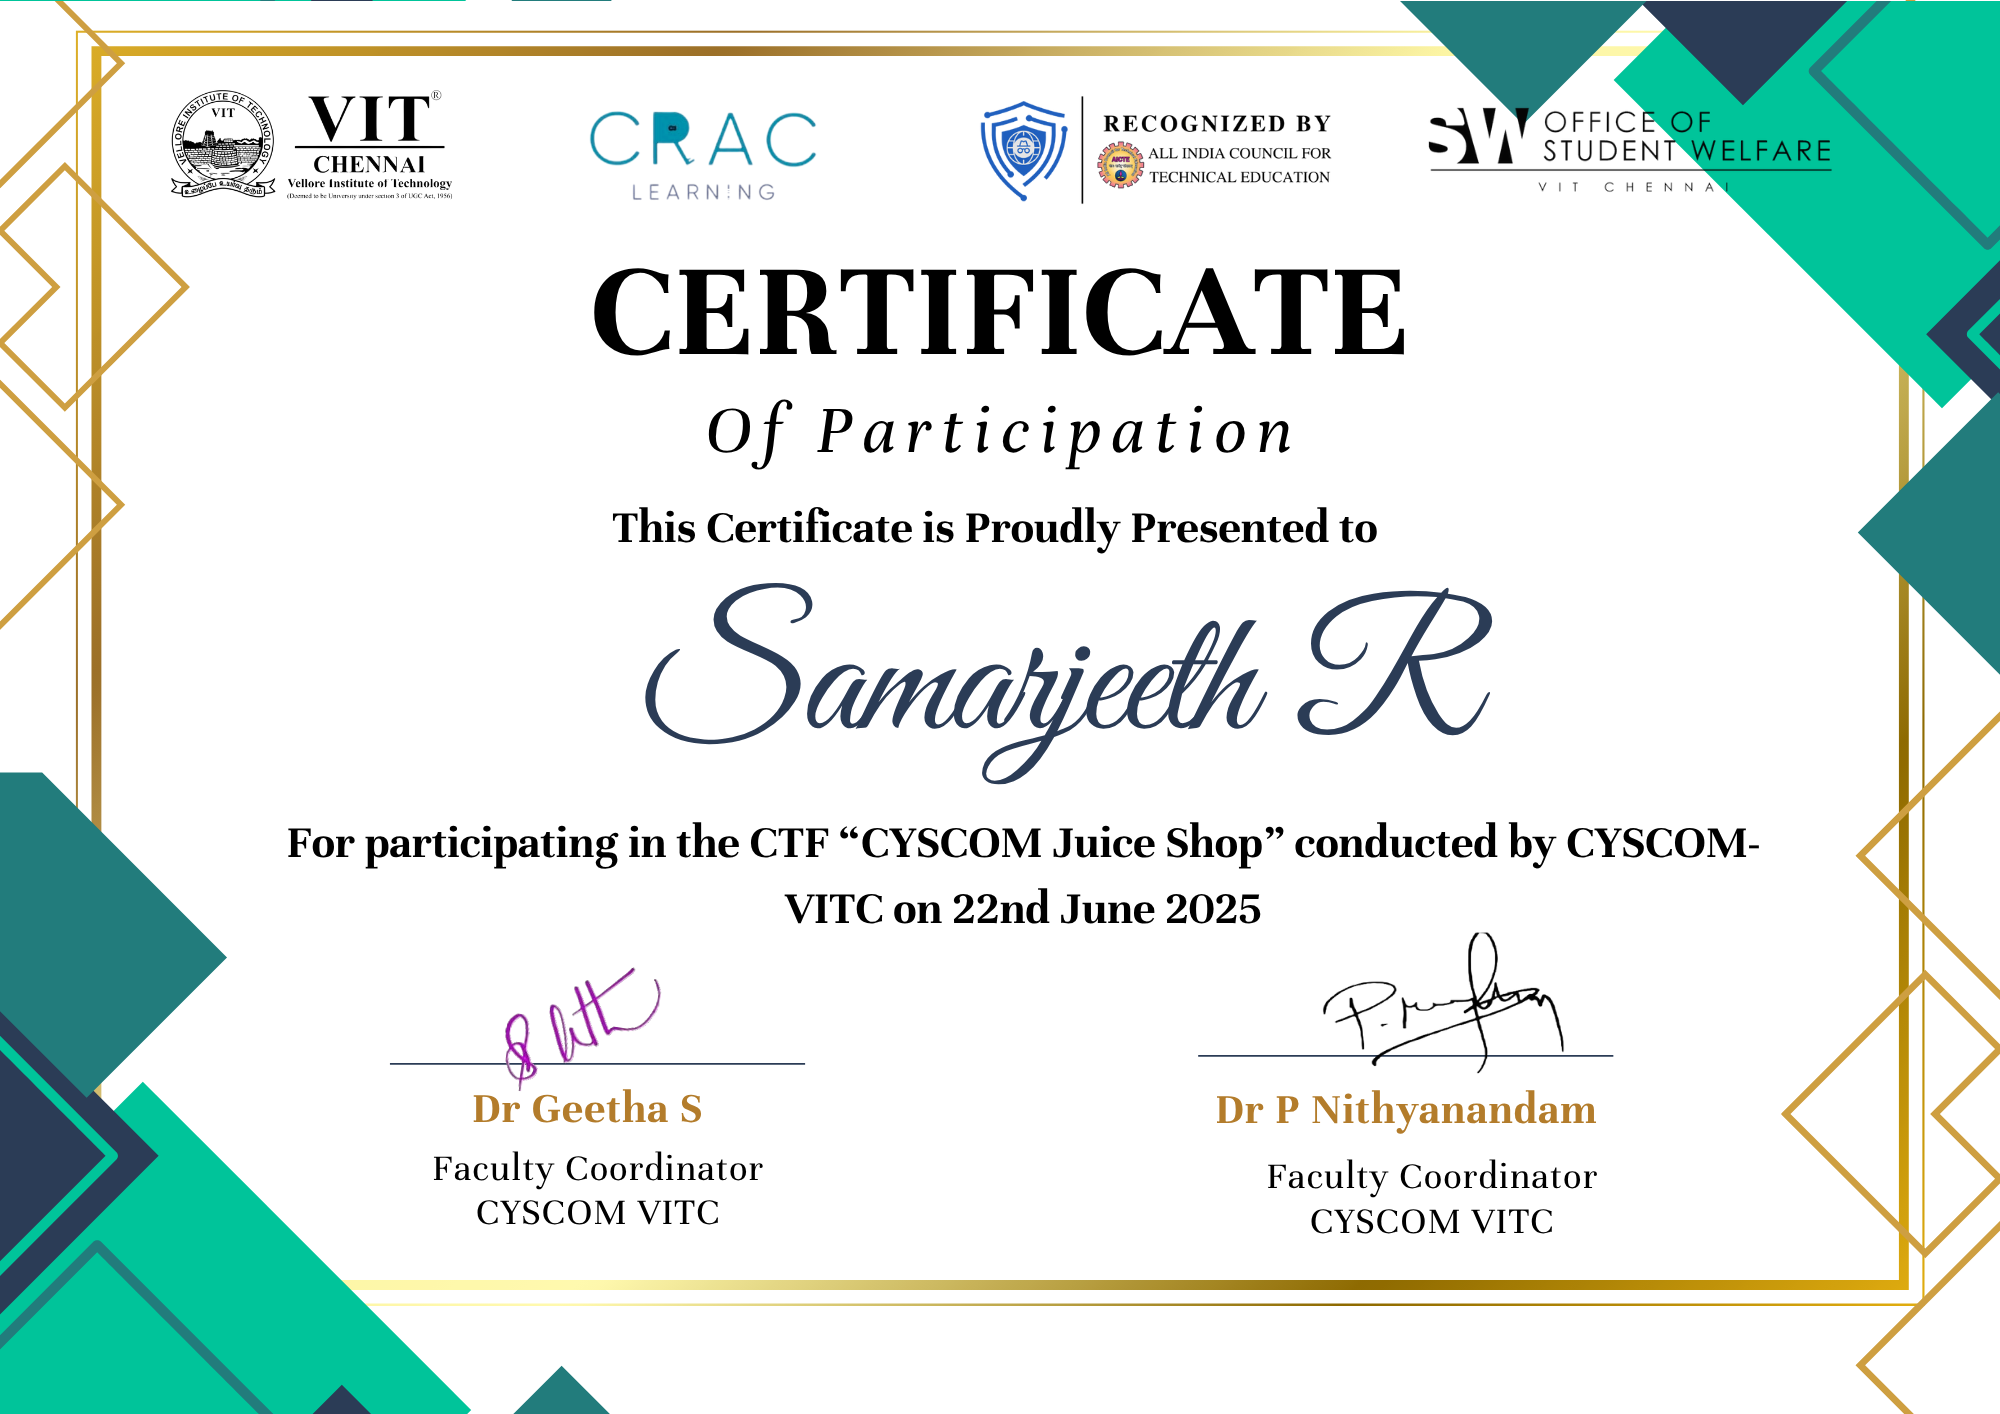 VELLORE INSTITUTE OF TECHNOLOGY
VIT
VIT®
CHENNAI
Vellore Institute of Technology
(Deemed to be University under section 3 of UGC Act, 1956)
CRAC
LEARNING
RECOGNIZED BY
AICTE
ALL INDIA COUNCIL FOR
TECHNICAL EDUCATION
SW
OFFICE OF
STUDENT WELFARE
VIT CHENNAI
CERTIFICATE
Of Participation
This Certificate is Proudly Presented to
Samarjeeth R
For participating in the CTF “CYSCOM Juice Shop” conducted by CYSCOM-
VITC on 22nd June 2025
Dr Geetha S
Faculty Coordinator
CYSCOM VITC
Dr P Nithyanandam
Faculty Coordinator
CYSCOM VITC